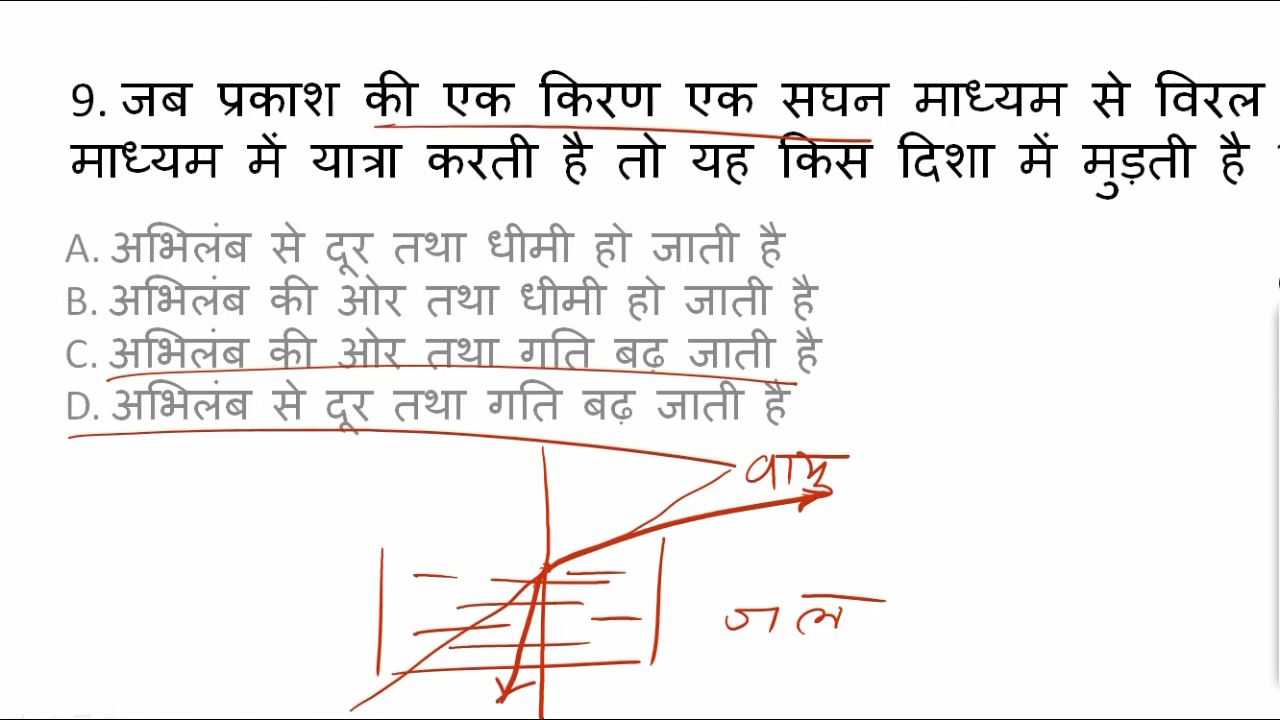 9. जब प्रकाश की एक किरण एक सघन माध्यम से विरल
माध्यम में यात्रा करती है तो यह किस दिशा में मुड़ती है
A. अभिलंब से दूर तथा धीमी हो जाती है
B. अभिलंब की ओर तथा धीमी हो जाती है
C. अभिलंब की ओर तथा गति बढ़ जाती है
D. अभिलंब से दूर तथा गति बढ़ जाती है
वायु
जल